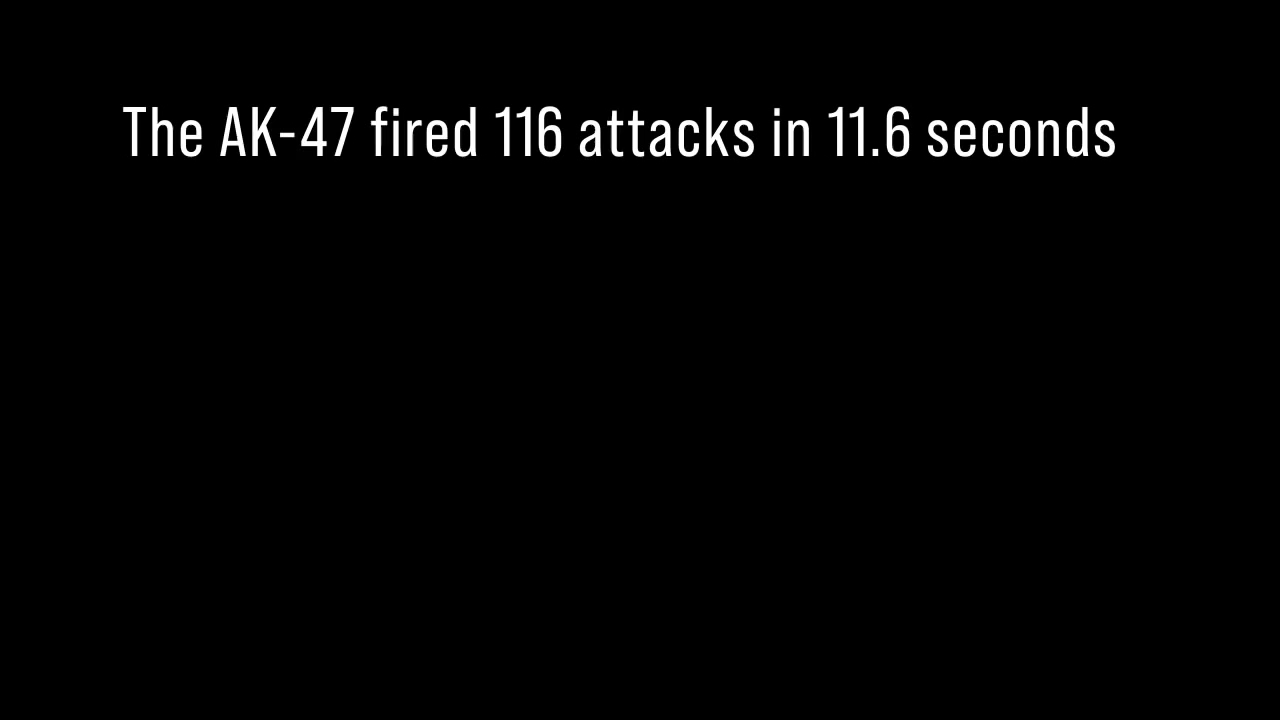 The AK-47 fired 116 attacks in 11.6 seconds